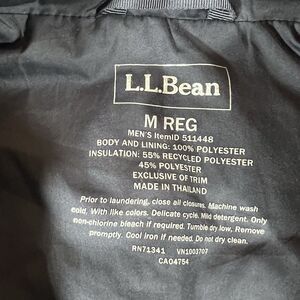 L.L.Bean
M REG
MEN'S ItemID 511448
BODY AND LINING: 100% POLYESTER
INSULATION: 55% RECYCLED POLYESTER
45% POLYESTER
EXCLUSIVE OF TRIM
MADE IN THAILAND
Prior to laundering, close all closures. Machine wash
cold. With like colors. Delicate cycle. Mild detergent. Only
non-chlorine bleach if required. Tumble dry low. Remove
promptly. Cool iron if needed. Do not dry clean.
RN71341 VN1003707
CA04754